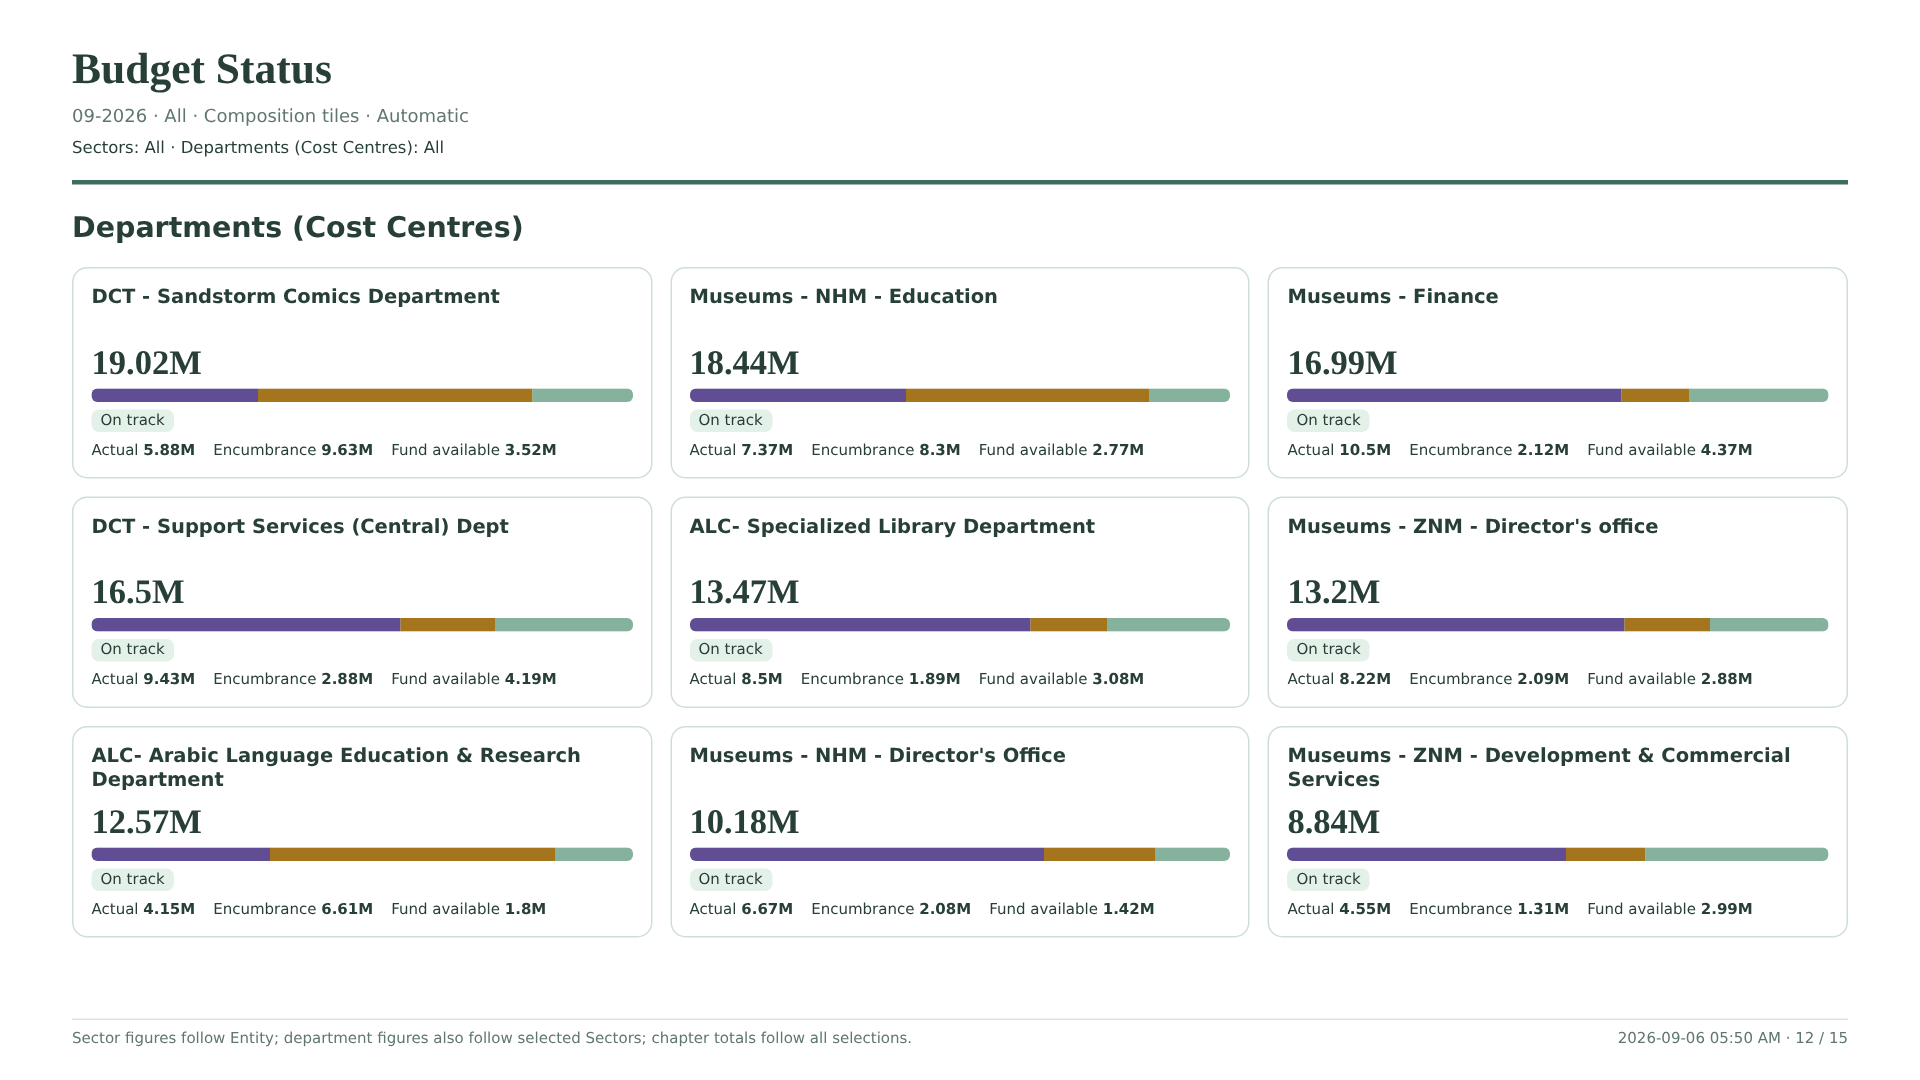 Budget Status
09-2026 · All · Composition tiles · Automatic
Sectors: All · Departments (Cost Centres): All
Departments (Cost Centres)
DCT - Sandstorm Comics Department
19.02M
On track
Actual 5.88M Encumbrance 9.63M Fund available 3.52M
Museums - NHM - Education
18.44M
On track
Actual 7.37M Encumbrance 8.3M Fund available 2.77M
Museums - Finance
16.99M
On track
Actual 10.5M Encumbrance 2.12M Fund available 4.37M
DCT - Support Services (Central) Dept
16.5M
On track
Actual 9.43M Encumbrance 2.88M Fund available 4.19M
ALC- Specialized Library Department
13.47M
On track
Actual 8.5M Encumbrance 1.89M Fund available 3.08M
Museums - ZNM - Director's office
13.2M
On track
Actual 8.22M Encumbrance 2.09M Fund available 2.88M
ALC- Arabic Language Education & Research
Department
12.57M
On track
Actual 4.15M Encumbrance 6.61M Fund available 1.8M
Museums - NHM - Director's Office
10.18M
On track
Actual 6.67M Encumbrance 2.08M Fund available 1.42M
Museums - ZNM - Development & Commercial
Services
8.84M
On track
Actual 4.55M Encumbrance 1.31M Fund available 2.99M
Sector figures follow Entity; department figures also follow selected Sectors; chapter totals follow all selections.
2026-09-06 05:50 AM · 12 / 15